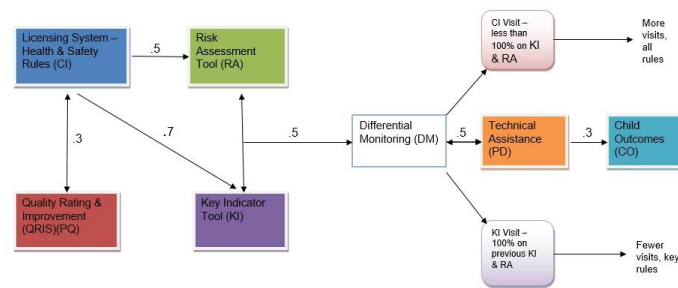 Licensing System –
Health & Safety
Rules (CI)
.5
Risk
Assessment
Tool (RA)
CI Visit –
less than
100% on KI
& RA
More
visits,
all
rules
.3
.7
.5
Differential
Monitoring (DM)
.5
Technical
Assistance
(PD)
.3
Child
Outcomes
(CO)
Quality Rating &
Improvement
(QRIS)(PQ)
Key Indicator
Tool (KI)
KI Visit –
100% on
previous KI
& RA
Fewer
visits, key
rules